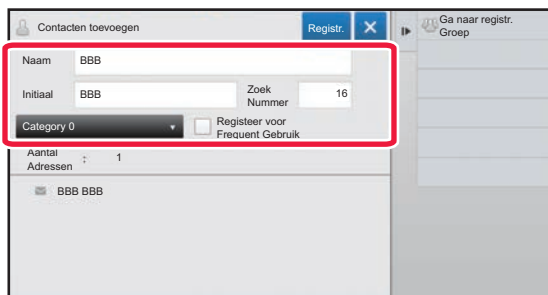 Contacten toevoegen
Registr.
Ga naar registr.
Groep
Naam
BBB
Initiaal
BBB
Zoek
Nummer
16
Category 0
Registeer voor
Frequent Gebruik
Aantal
Adressen
:
1
BBB BBB